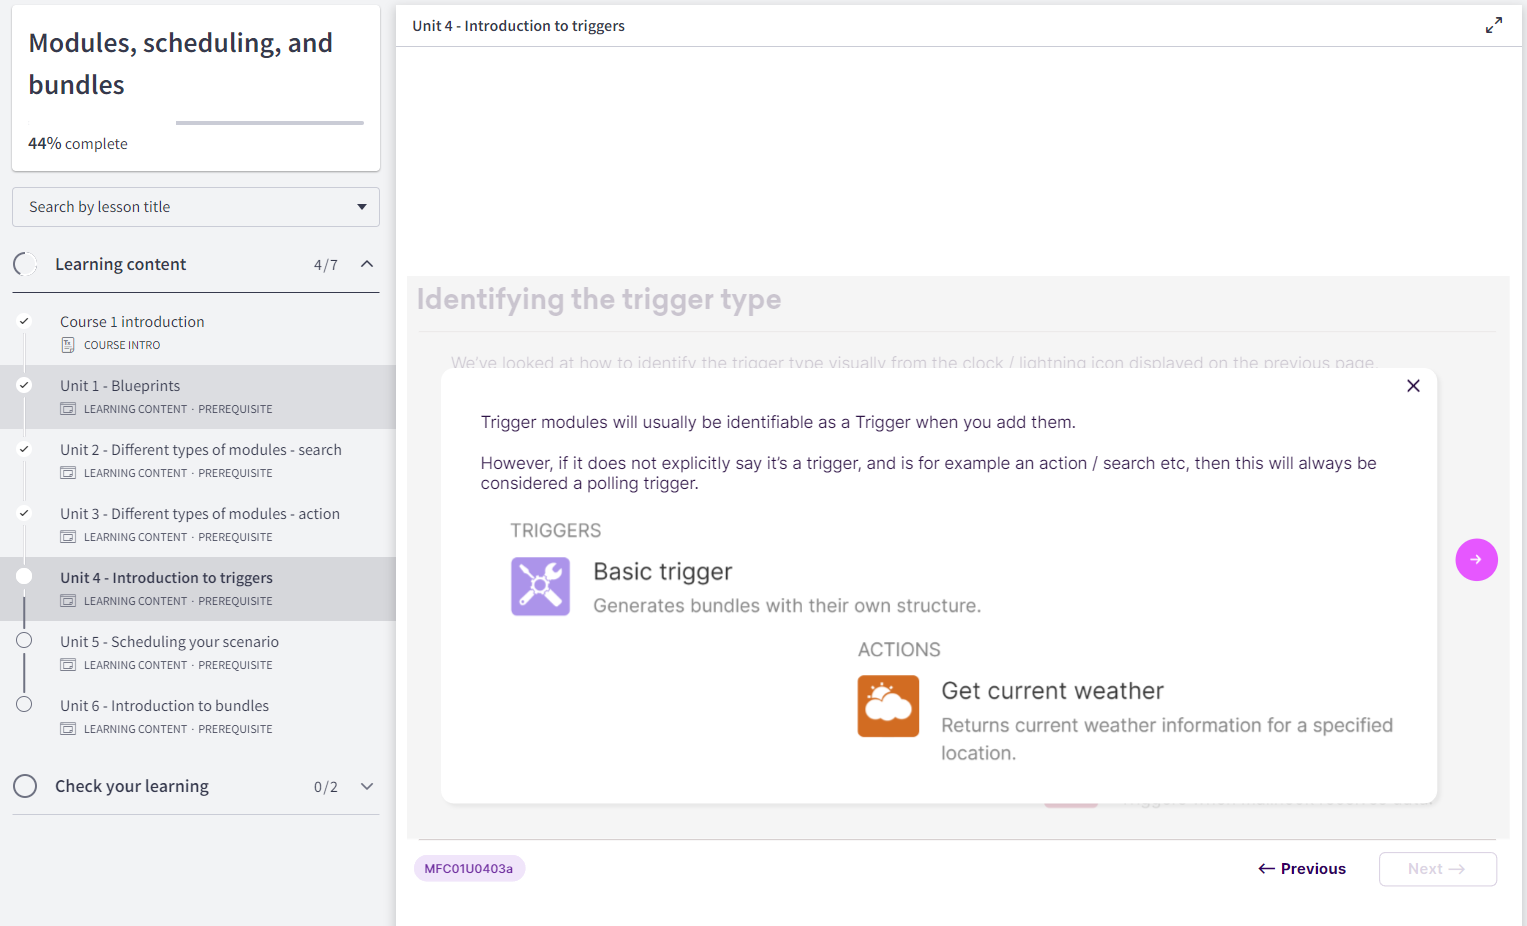 Modules, scheduling, and
bundles
44% complete
Search by lesson title
Learning content 4/7
Course 1 introduction
COURSE INTRO
Unit 1 - Blueprints
LEARNING CONTENT · PREREQUISITE
Unit 2 - Different types of modules - search
LEARNING CONTENT · PREREQUISITE
Unit 3 - Different types of modules - action
LEARNING CONTENT · PREREQUISITE
Unit 4 - Introduction to triggers
LEARNING CONTENT · PREREQUISITE
Unit 5 - Scheduling your scenario
LEARNING CONTENT · PREREQUISITE
Unit 6 - Introduction to bundles
LEARNING CONTENT · PREREQUISITE
Check your learning 0/2
Unit 4 - Introduction to triggers
Identifying the trigger type
We've looked at how to identify the trigger type visually from the clock / lightning icon displayed on the previous page.
Trigger modules will usually be identifiable as a Trigger when you add them.
However, if it does not explicitly say it's a trigger, and is for example an action / search etc, then this will always be
considered a polling trigger.
TRIGGERS
Basic trigger
Generates bundles with their own structure.
ACTIONS
Get current weather
Returns current weather information for a specified
location.
MFC01U0403a
← Previous
Next →